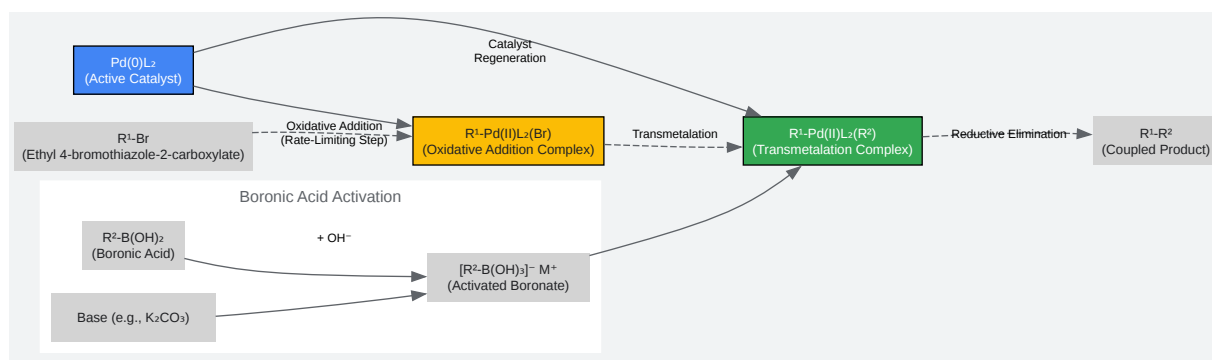 Pd(0)L₂
(Active Catalyst)
Catalyst
Regeneration
R¹-Br
(Ethyl 4-bromothiazole-2-carboxylate)
Oxidative Addition
(Rate-Limiting Step)
R¹-Pd(II)L₂(Br)
(Oxidative Addition Complex)
Transmetalation
R¹-Pd(II)L₂(R²)
(Transmetalation Complex)
Reductive Elimination
R¹-R²
(Coupled Product)
Boronic Acid Activation
R²-B(OH)₂
(Boronic Acid)
+ OH⁻
[R²-B(OH)₃]⁻ M⁺
(Activated Boronate)
Base (e.g., K₂CO₃)